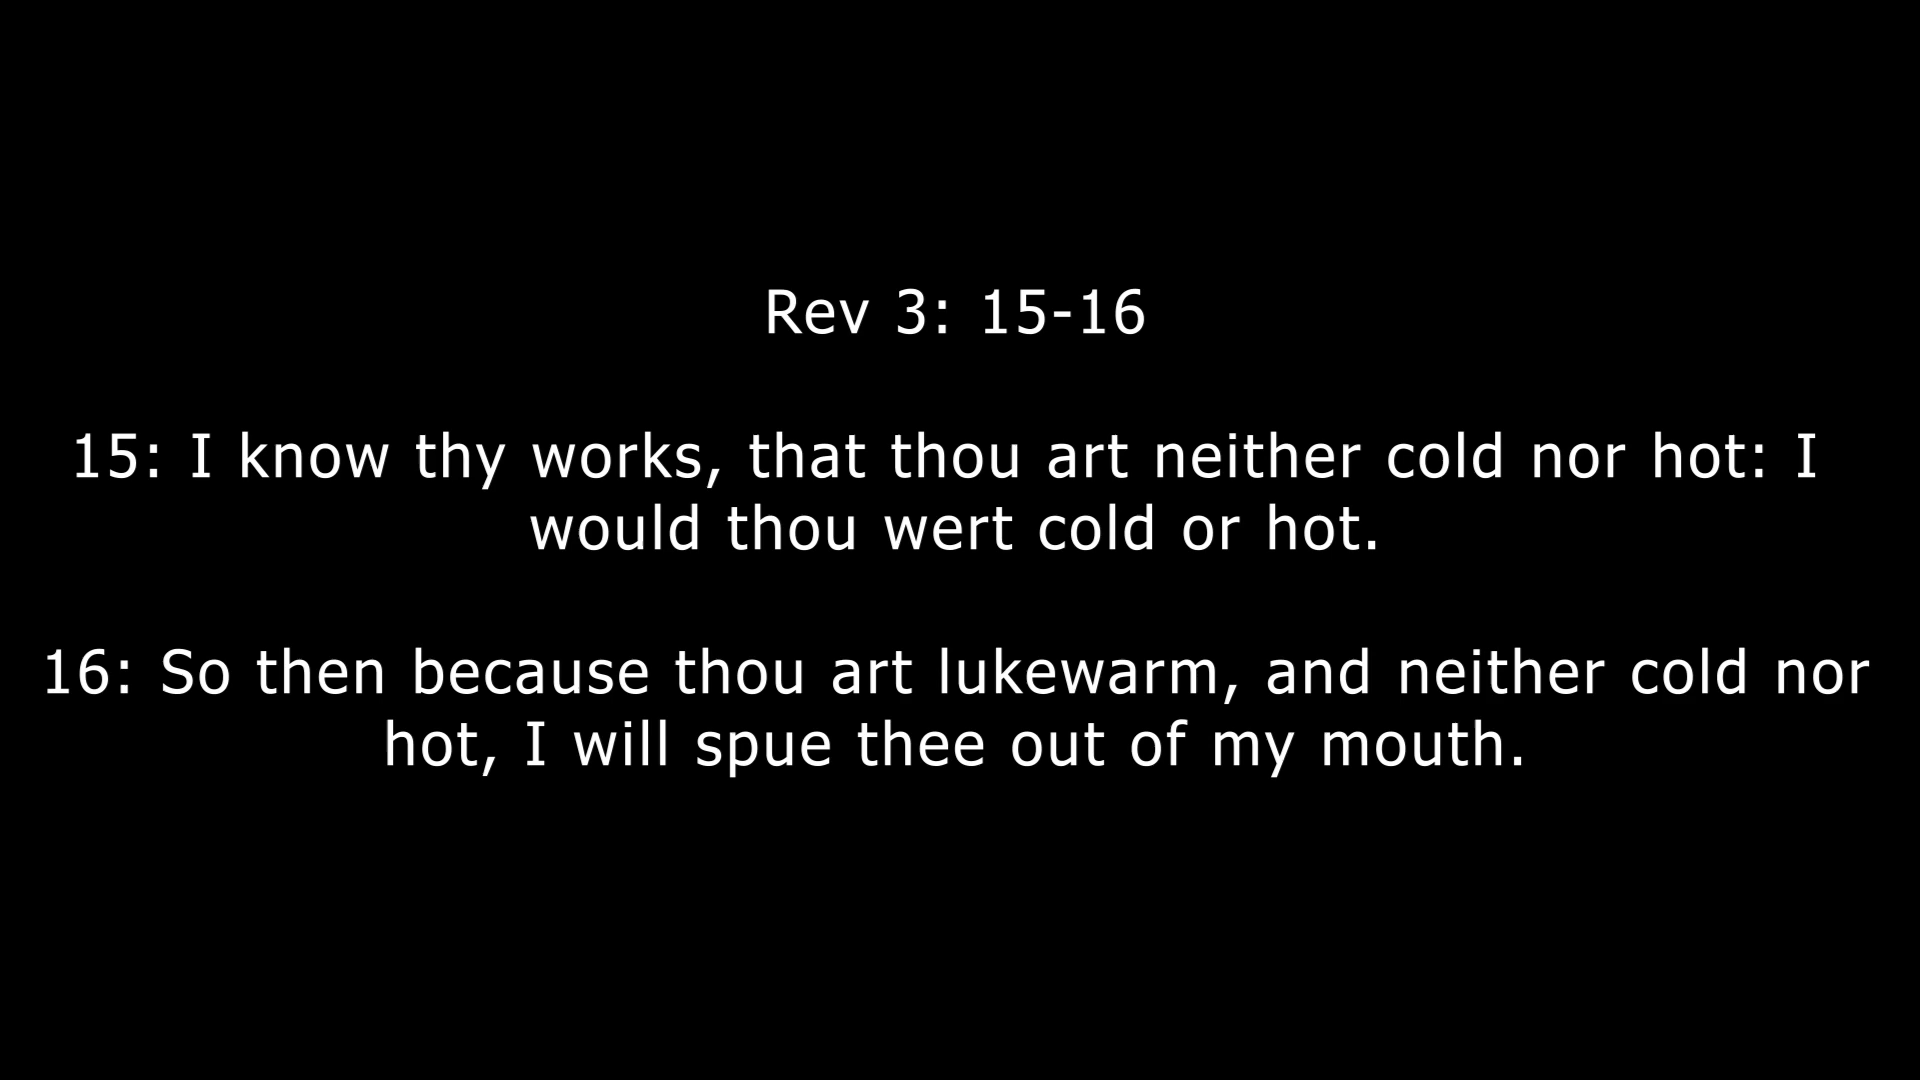 Rev 3: 15-16
15: I know thy works, that thou art neither cold nor hot: I
would thou wert cold or hot.
16: So then because thou art lukewarm, and neither cold nor
hot, I will spue thee out of my mouth.